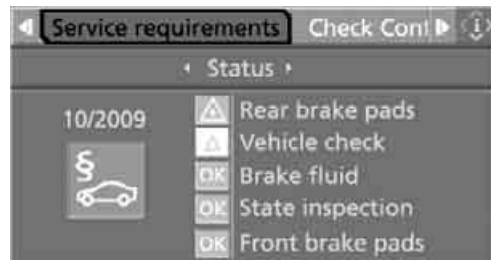 Service requirements Check Cont
Status
10/2009
Rear brake pads
Vehicle check
§
OK Brake fluid
OK State inspection
OK Front brake pads